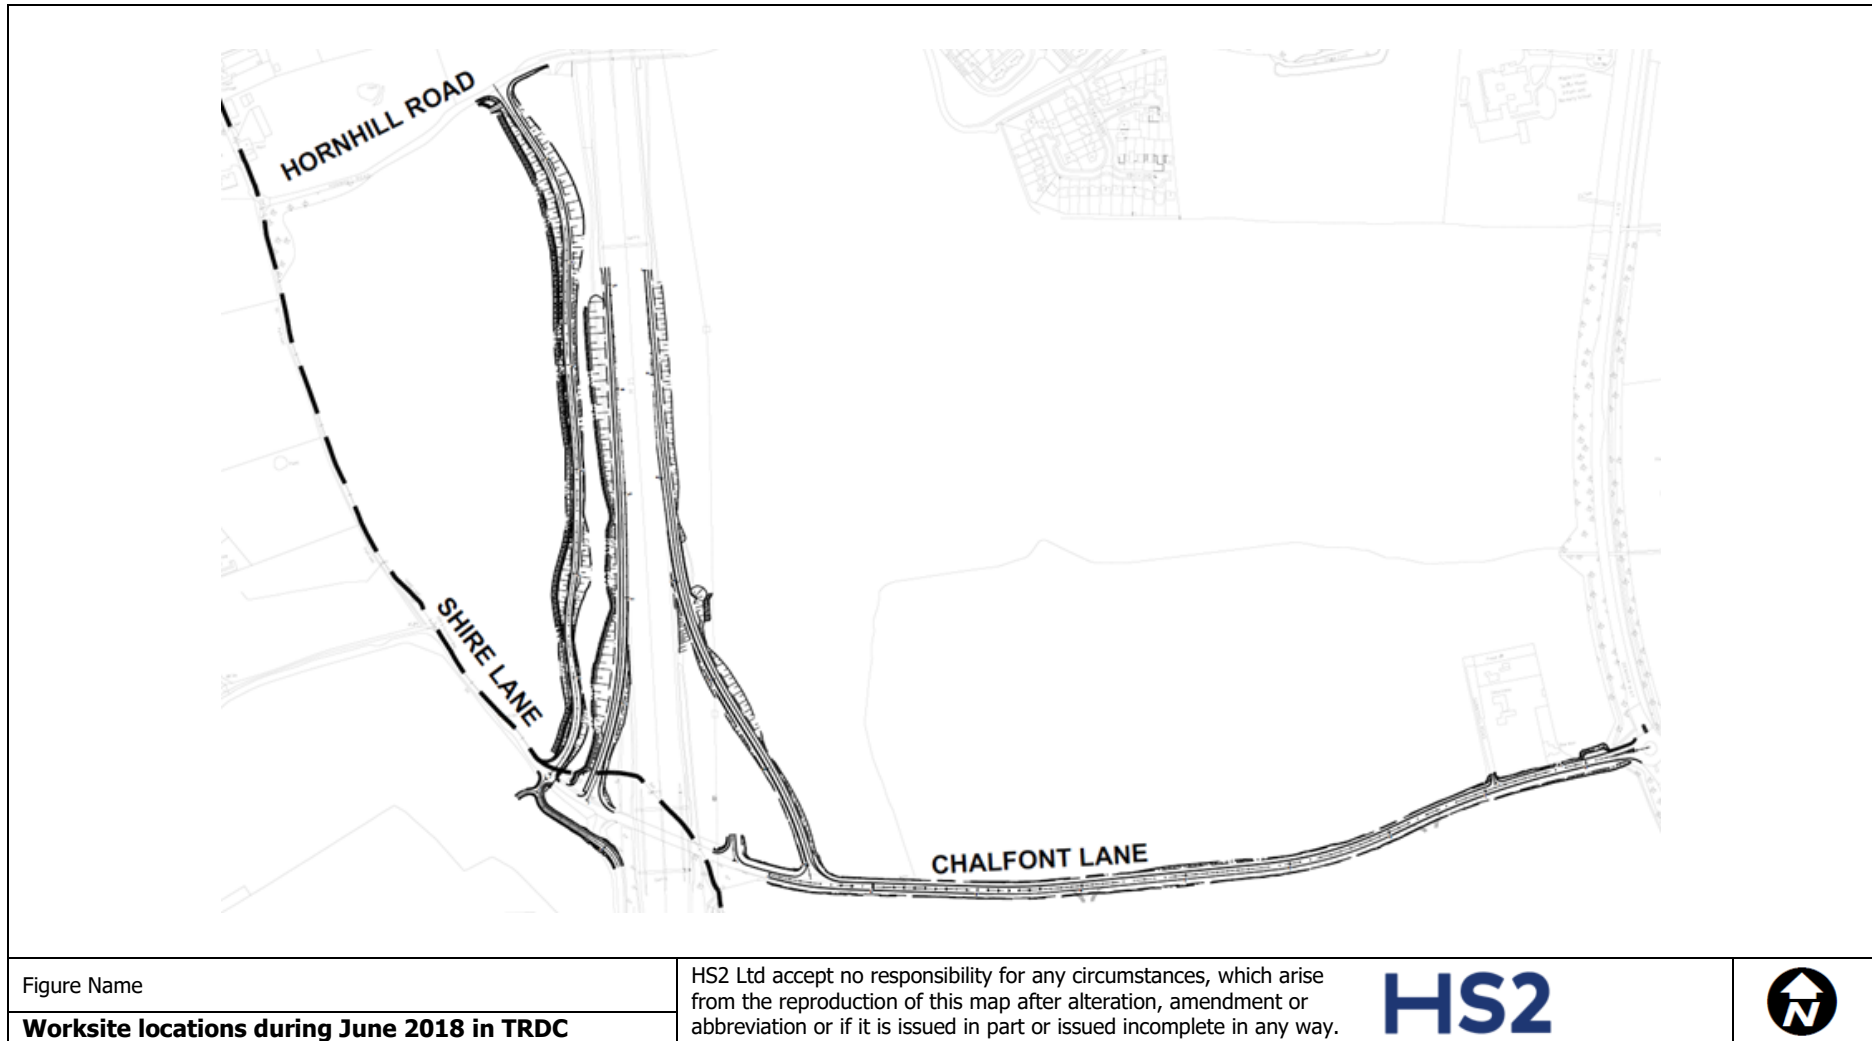 HORNHILL ROAD
SHIRE LANE
CHALFONT LANE
Figure Name
Worksite locations during June 2018 in TRDC
HS2 Ltd accept no responsibility for any circumstances, which arise
from the reproduction of this map after alteration, amendment or
abbreviation or if it is issued in part or issued incomplete in any way.
HS2
N